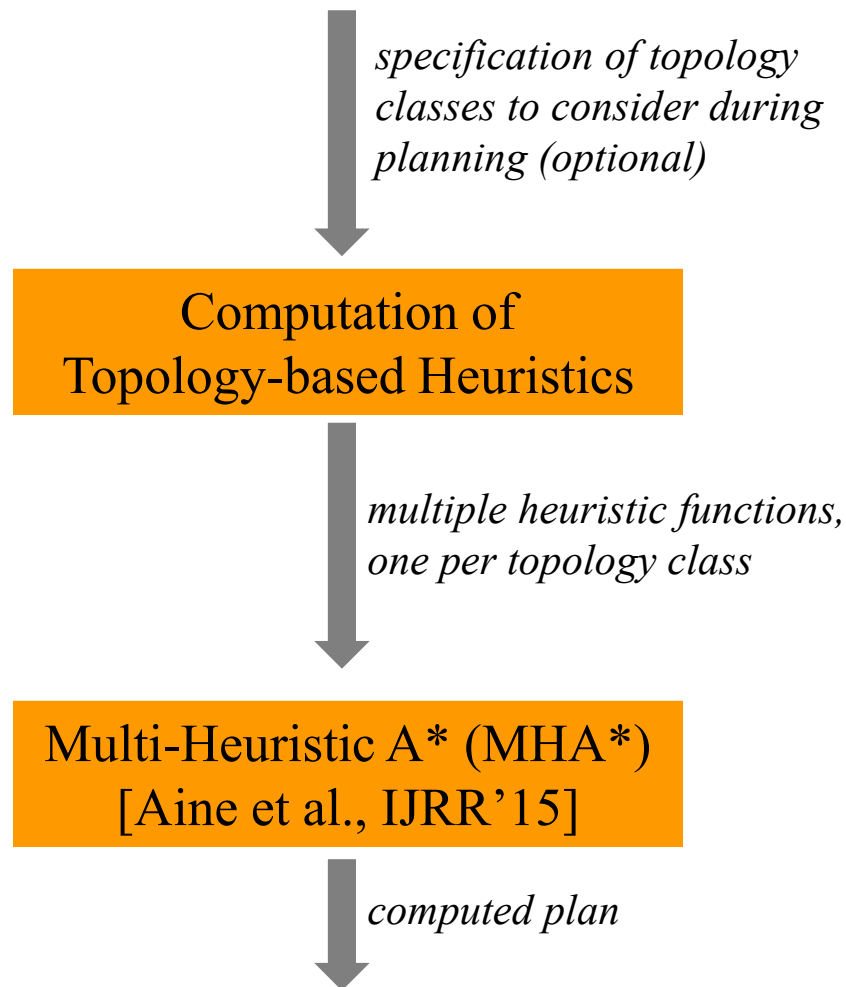 specification of topology
classes to consider during
planning (optional)
Computation of
Topology-based Heuristics
multiple heuristic functions,
one per topology class
Multi-Heuristic A* (MHA*)
[Aine et al., IJRR’15]
computed plan